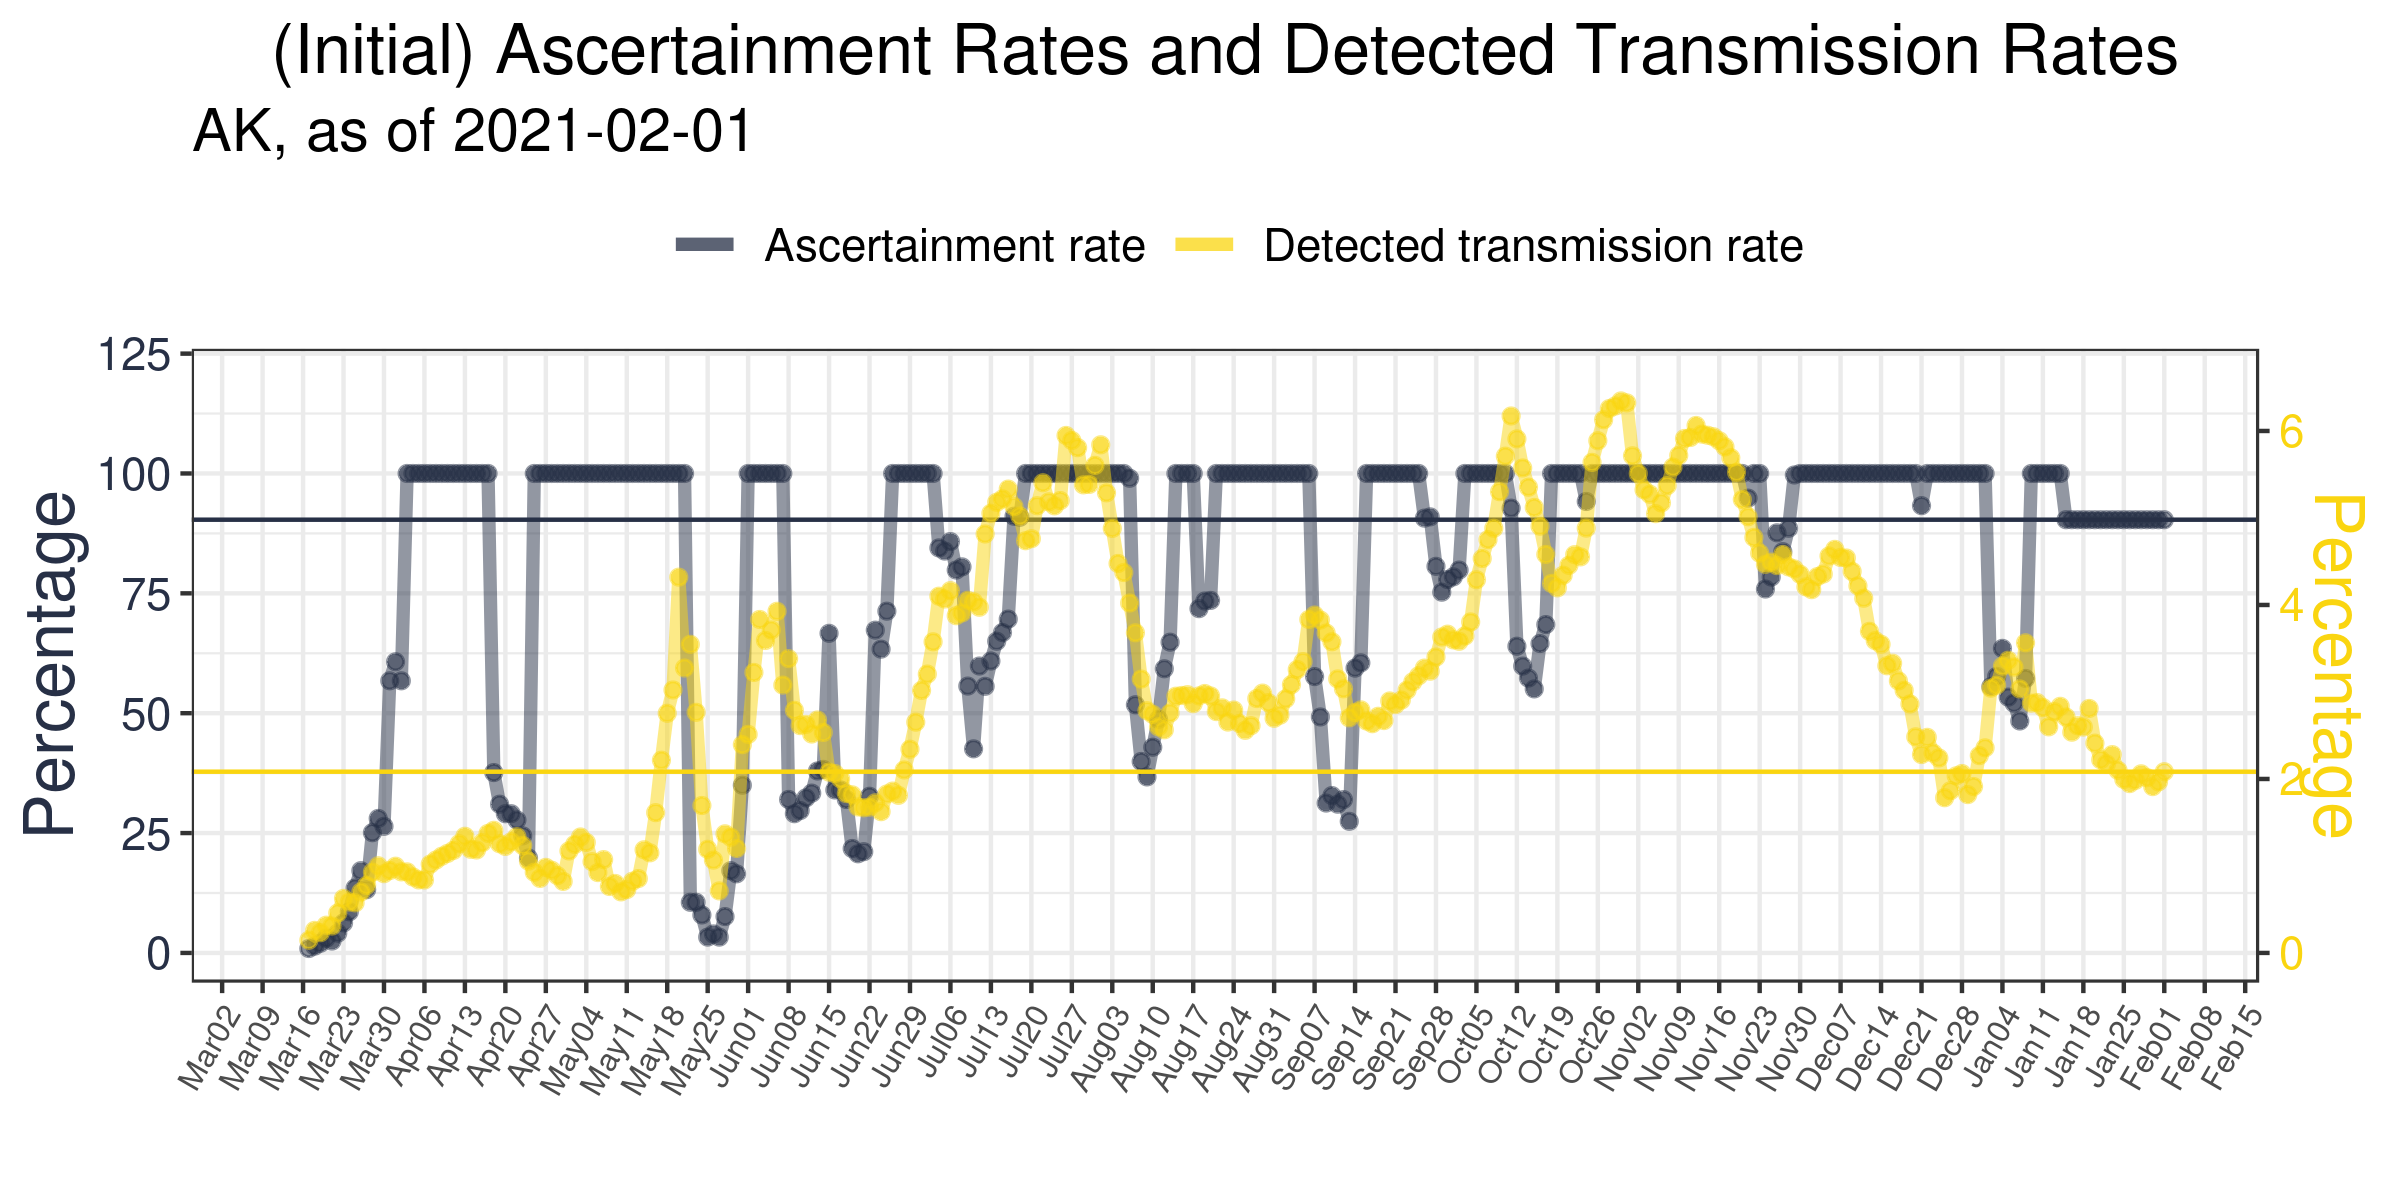 (Initial) Ascertainment Rates and Detected Transmission Rates
AK, as of 2021-02-01
Ascertainment rate
Detected transmission rate
Percentage
125
100
75
50
25
0
6
4
2
0
Percentage
Mar02
Mar09
Mar16
Mar23
Mar30
Apr06
Apr13
Apr20
Apr27
May04
May11
May18
May25
Jun01
Jun08
Jun15
Jun22
Jun29
Jul06
Jul13
Jul20
Jul27
Aug03
Aug10
Aug17
Aug24
Aug31
Sep07
Sep14
Sep21
Sep28
Oct05
Oct12
Oct19
Oct26
Nov02
Nov09
Nov16
Nov23
Nov30
Dec07
Dec14
Dec21
Dec28
Jan04
Jan11
Jan18
Jan25
Feb01
Feb08
Feb15